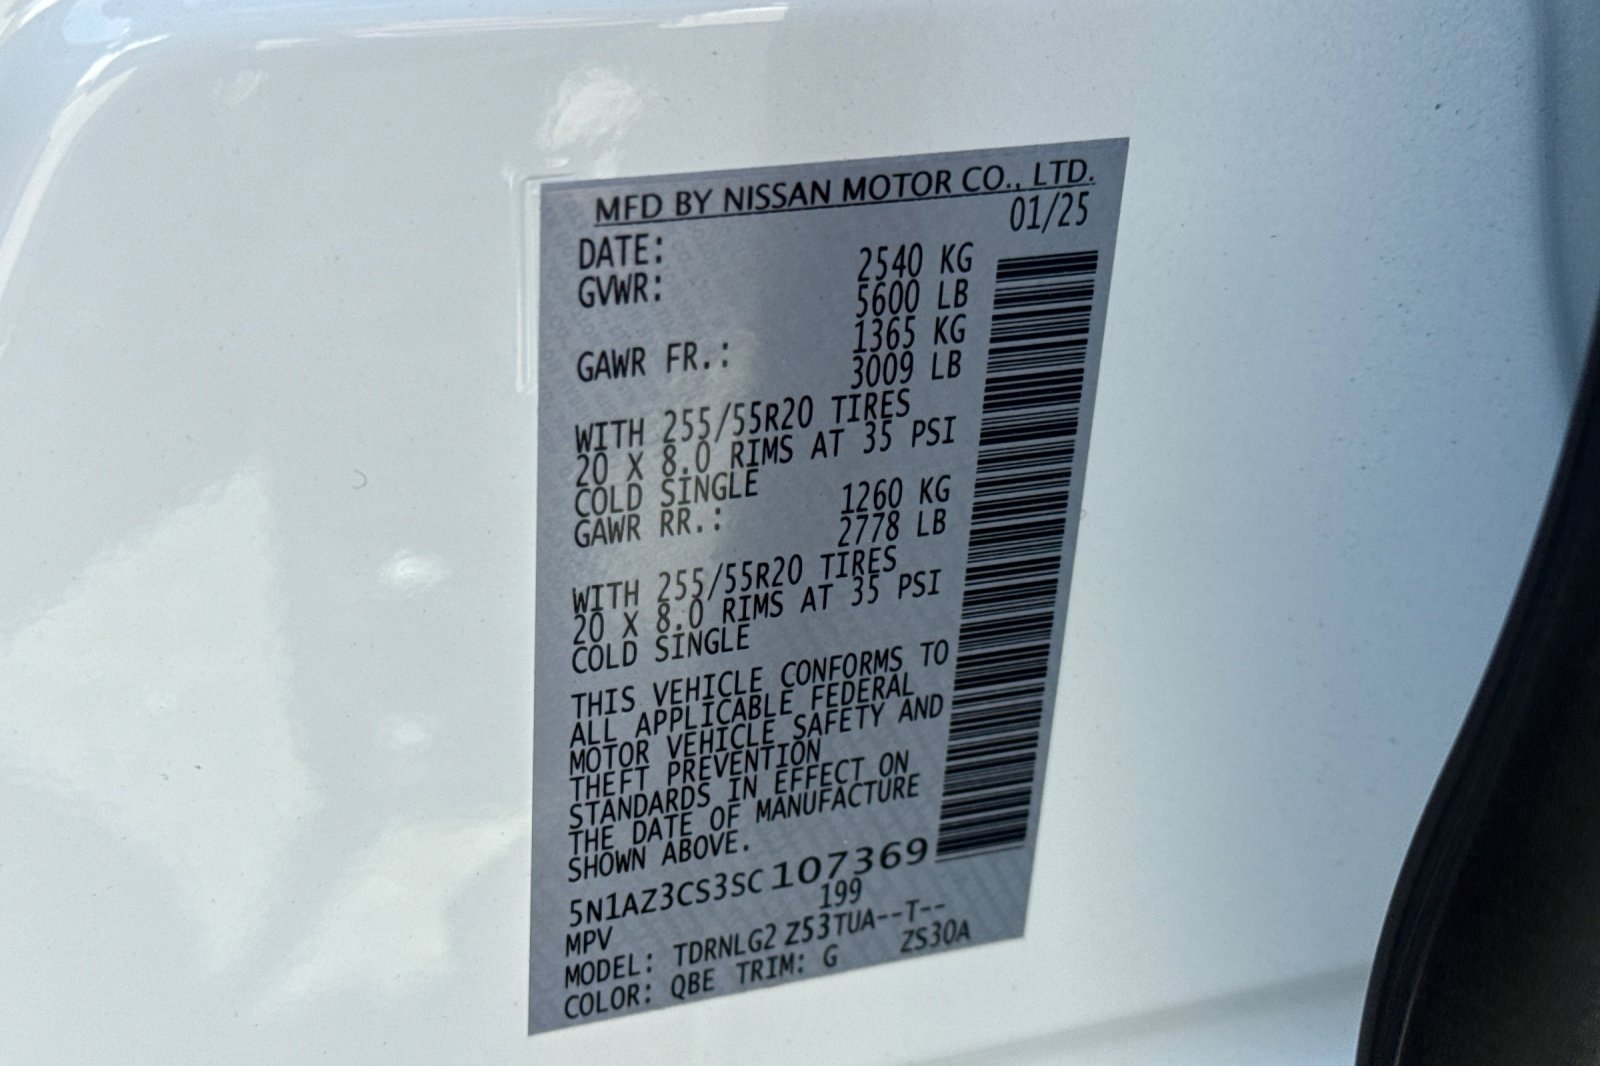 MFD BY NISSAN MOTOR CO., LTD.
DATE: 01/25
GVWR: 2540 KG
5600 LB
GAWR FR.: 1365 KG
3009 LB
WITH 255/55R20 TIRES
20 X 8.0 RIMS AT 35 PSI
COLD SINGLE
GAWR RR.: 1260 KG
2778 LB
WITH 255/55R20 TIRES
20 X 8.0 RIMS AT 35 PSI
COLD SINGLE
THIS VEHICLE CONFORMS TO
ALL APPLICABLE FEDERAL
MOTOR VEHICLE SAFETY AND
THEFT PREVENTION
STANDARDS IN EFFECT ON
THE DATE OF MANUFACTURE
SHOWN ABOVE.
5N1AZ3CS3SC107369
MPV 199
MODEL: TDRNLG2 Z53TUA--T--
COLOR: QBE TRIM: G ZS30A